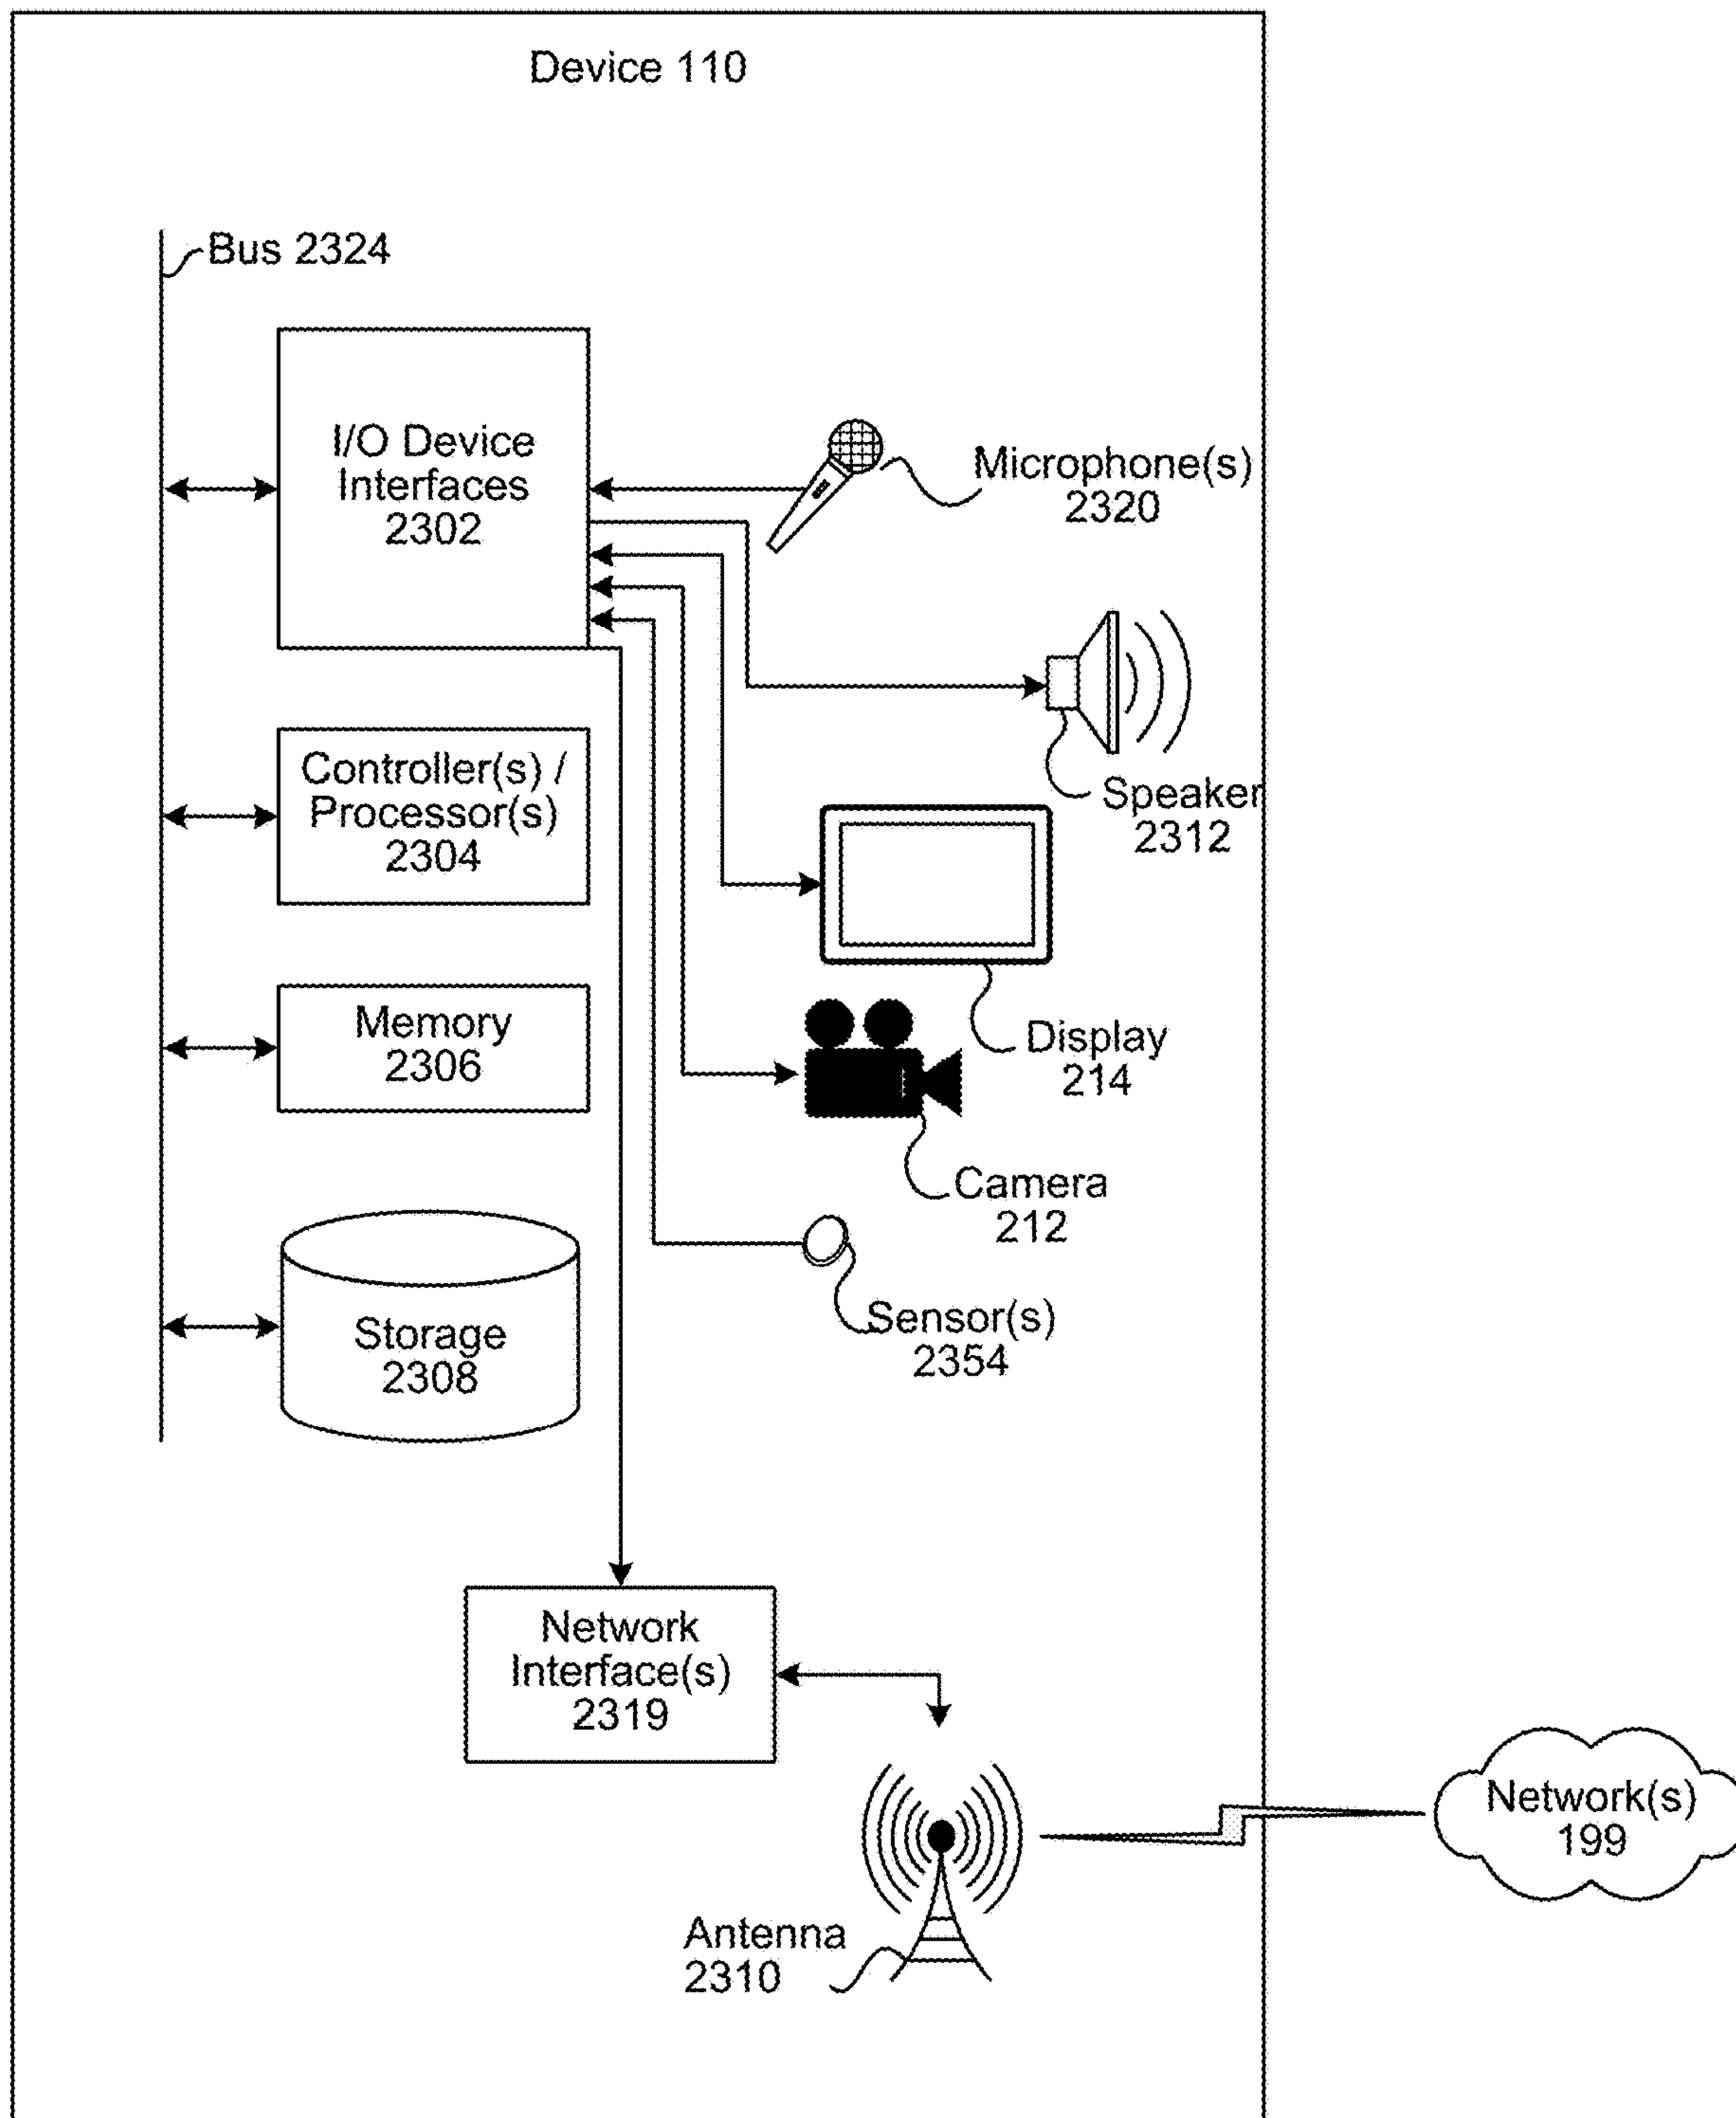 Device 110
Bus 2324
I/O Device
Interfaces
2302
Microphone(s)
2320
Speaker
2312
Controller(s) /
Processor(s)
2304
Display
214
Memory
2306
Camera
212
Sensor(s)
2354
Storage
2308
Network
Interface(s)
2319
Network(s)
199
Antenna
2310